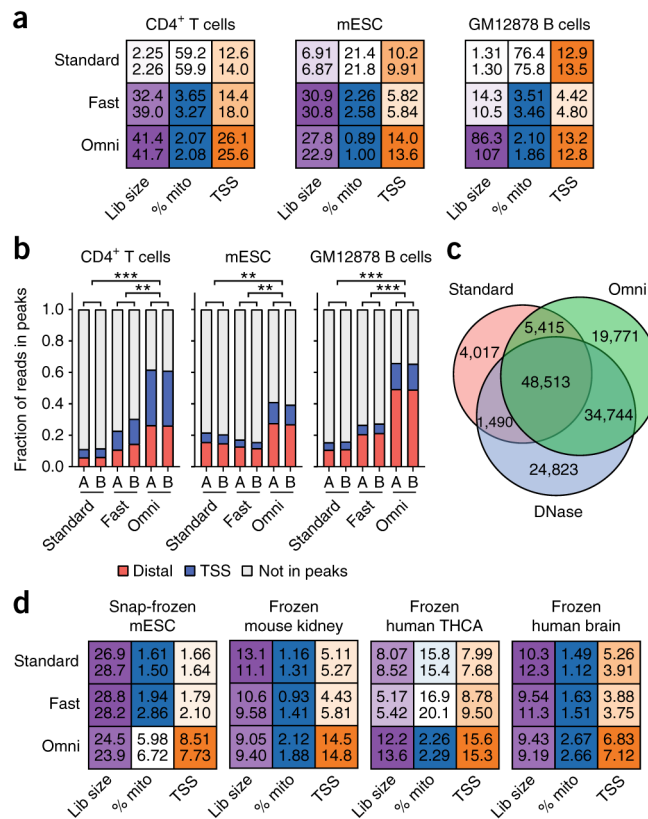 a
CD4+ T cells mESC GM12878 B cells
Standard 2.25 59.2 12.6 6.91 21.4 10.2 1.31 76.4 12.9
2.26 59.9 14.0 6.87 21.8 9.91 1.30 75.8 13.5
Fast 32.4 3.65 14.4 30.9 2.26 5.82 14.3 3.51 4.42
39.0 3.27 18.0 30.8 2.58 5.84 10.5 3.46 4.80
Omni 41.4 2.07 26.1 27.8 0.89 14.0 86.3 2.10 13.2
41.7 2.08 25.6 22.9 1.00 13.6 107 1.86 12.8
Lib size % mito TSS Lib size % mito TSS Lib size % mito TSS
b
CD4+ T cells mESC GM12878 B cells
*** ** ***
** ** ***
Fraction of reads in peaks
1.0
0.8
0.6
0.4
0.2
0.0
A B A B A B A B A B A B A B A B A B
Standard Fast Omni Standard Fast Omni Standard Fast Omni
Distal TSS Not in peaks
c
Standard Omni
5,415 19,771
4,017
48,513
1,490 34,744
24,823
DNase
d
Snap-frozen mESC
Frozen mouse kidney
Frozen human THCA
Frozen human brain
Standard 26.9 1.61 1.66 13.1 1.16 5.11 8.07 15.8 7.99 10.3 1.49 5.26
28.7 1.50 1.64 11.1 1.31 5.27 8.52 15.4 7.68 12.3 1.12 3.91
Fast 28.8 1.94 1.79 10.6 0.93 4.43 5.17 16.9 8.78 9.54 1.63 3.88
28.2 2.86 2.10 9.58 1.41 5.81 5.42 20.1 9.50 11.3 1.51 3.75
Omni 24.5 5.98 8.51 9.05 2.12 14.5 12.2 2.26 15.6 9.43 2.67 6.83
23.9 6.72 7.73 9.40 1.88 14.8 13.6 2.29 15.3 9.19 2.66 7.12
Lib size % mito TSS Lib size % mito TSS Lib size % mito TSS Lib size % mito TSS